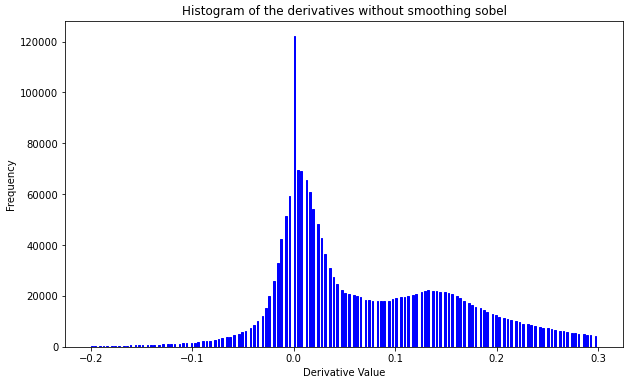 Histogram of the derivatives without smoothing sobel
120000
100000
80000
60000
40000
20000
0
Frequency
−0.2 −0.1 0.0 0.1 0.2 0.3
Derivative Value